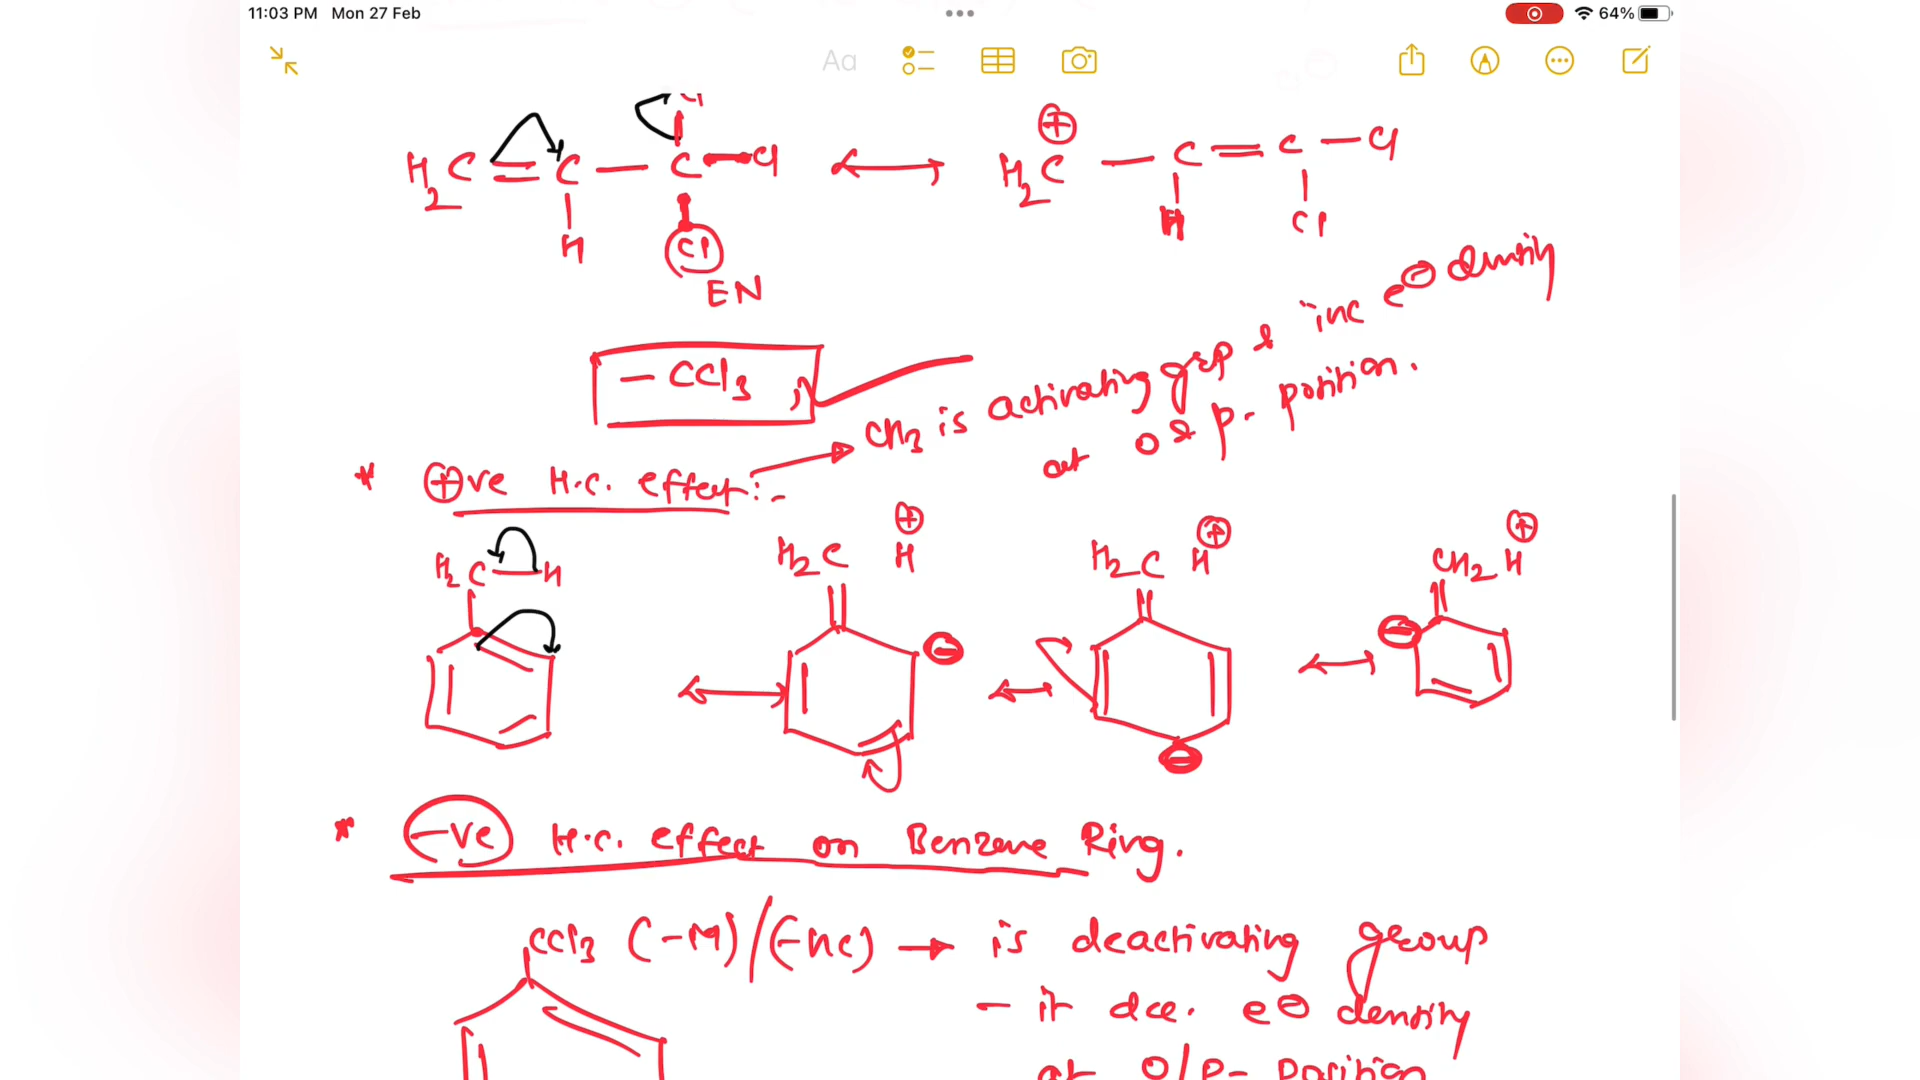 11:03 PM Mon 27 Feb
64%
Aa
Cl
H2C = C — C — Cl ⟷ H2C — C = C — Cl
⊕
H Cl H Cl
EN
— CCl3
CH3 is activating grp & inc e⊖ density
at o & p- position.
* ⊕ve H.C. effect :-
H2C — H
H2C H⊕
H2C H⊕
CH2 H⊕
⟷ ⊖ ⟷ ⊖ ⟷ ⊖
* -ve H.C. effect on Benzene Ring.
CCl3 (-M)/(-HC) → is deactivating group
- it dec. e⊖ density
at O/P- position